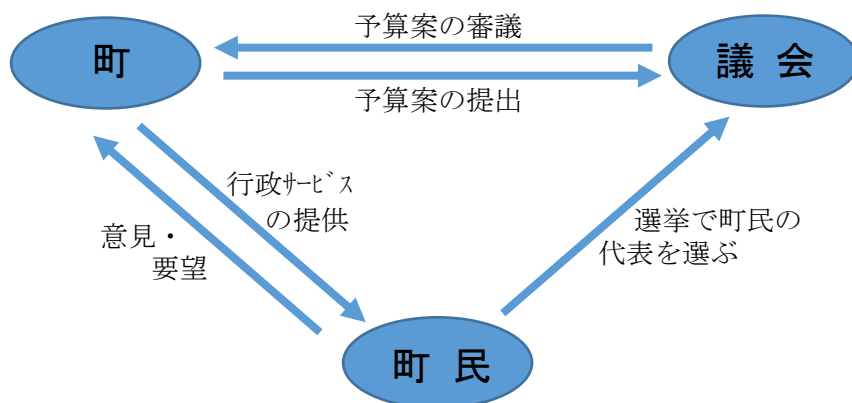 予算案の審議
町
議 会
予算案の提出
行政ｻｰﾋﾞｽ
の提供
意見・
要望
選挙で町民の
代表を選ぶ
町 民